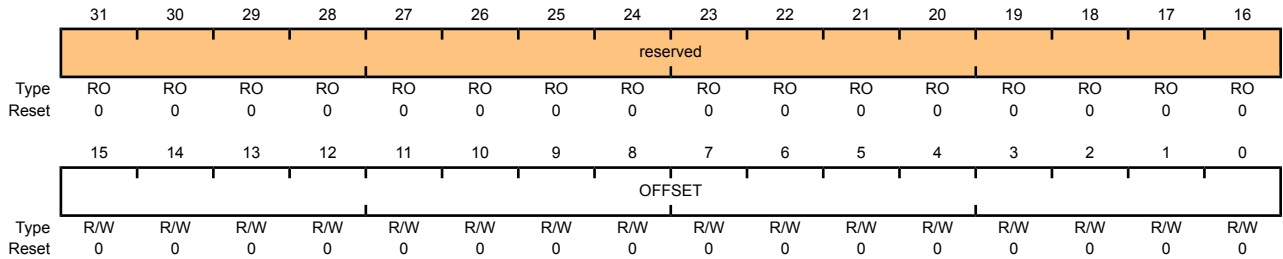 31 30 29 28 27 26 25 24 23 22 21 20 19 18 17 16
reserved
Type RO RO RO RO RO RO RO RO RO RO RO RO RO RO RO RO
Reset 0 0 0 0 0 0 0 0 0 0 0 0 0 0 0 0
15 14 13 12 11 10 9 8 7 6 5 4 3 2 1 0
OFFSET
Type R/W R/W R/W R/W R/W R/W R/W R/W R/W R/W R/W R/W R/W R/W R/W R/W
Reset 0 0 0 0 0 0 0 0 0 0 0 0 0 0 0 0